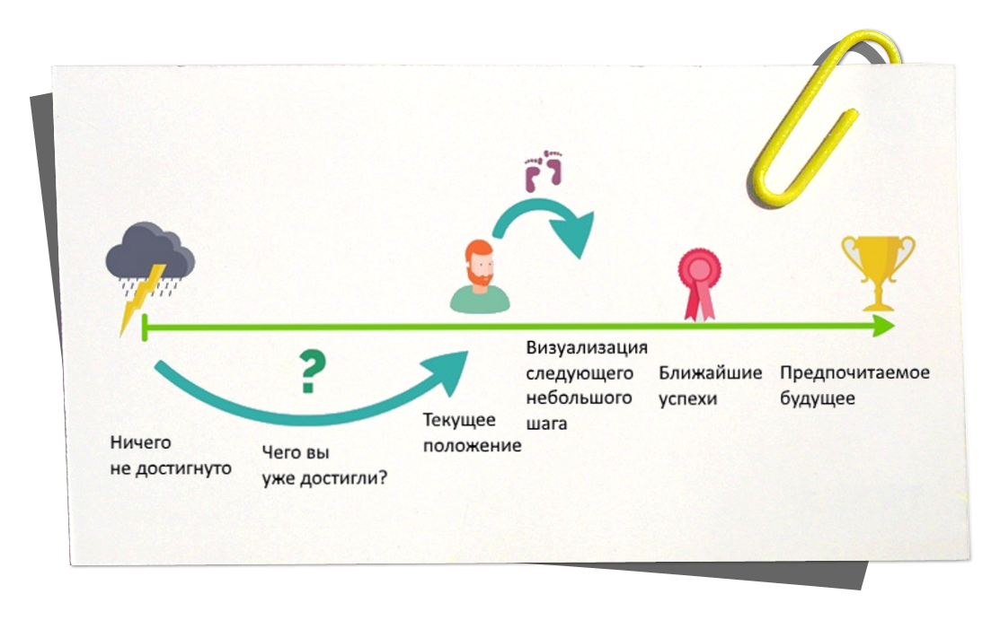 ?
Ничего
не достигнуто
Чего вы
уже достигли?
Текущее
положение
Визуализация
следующего
небольшого
шага
Ближайшие
успехи
Предпочитаемое
будущее